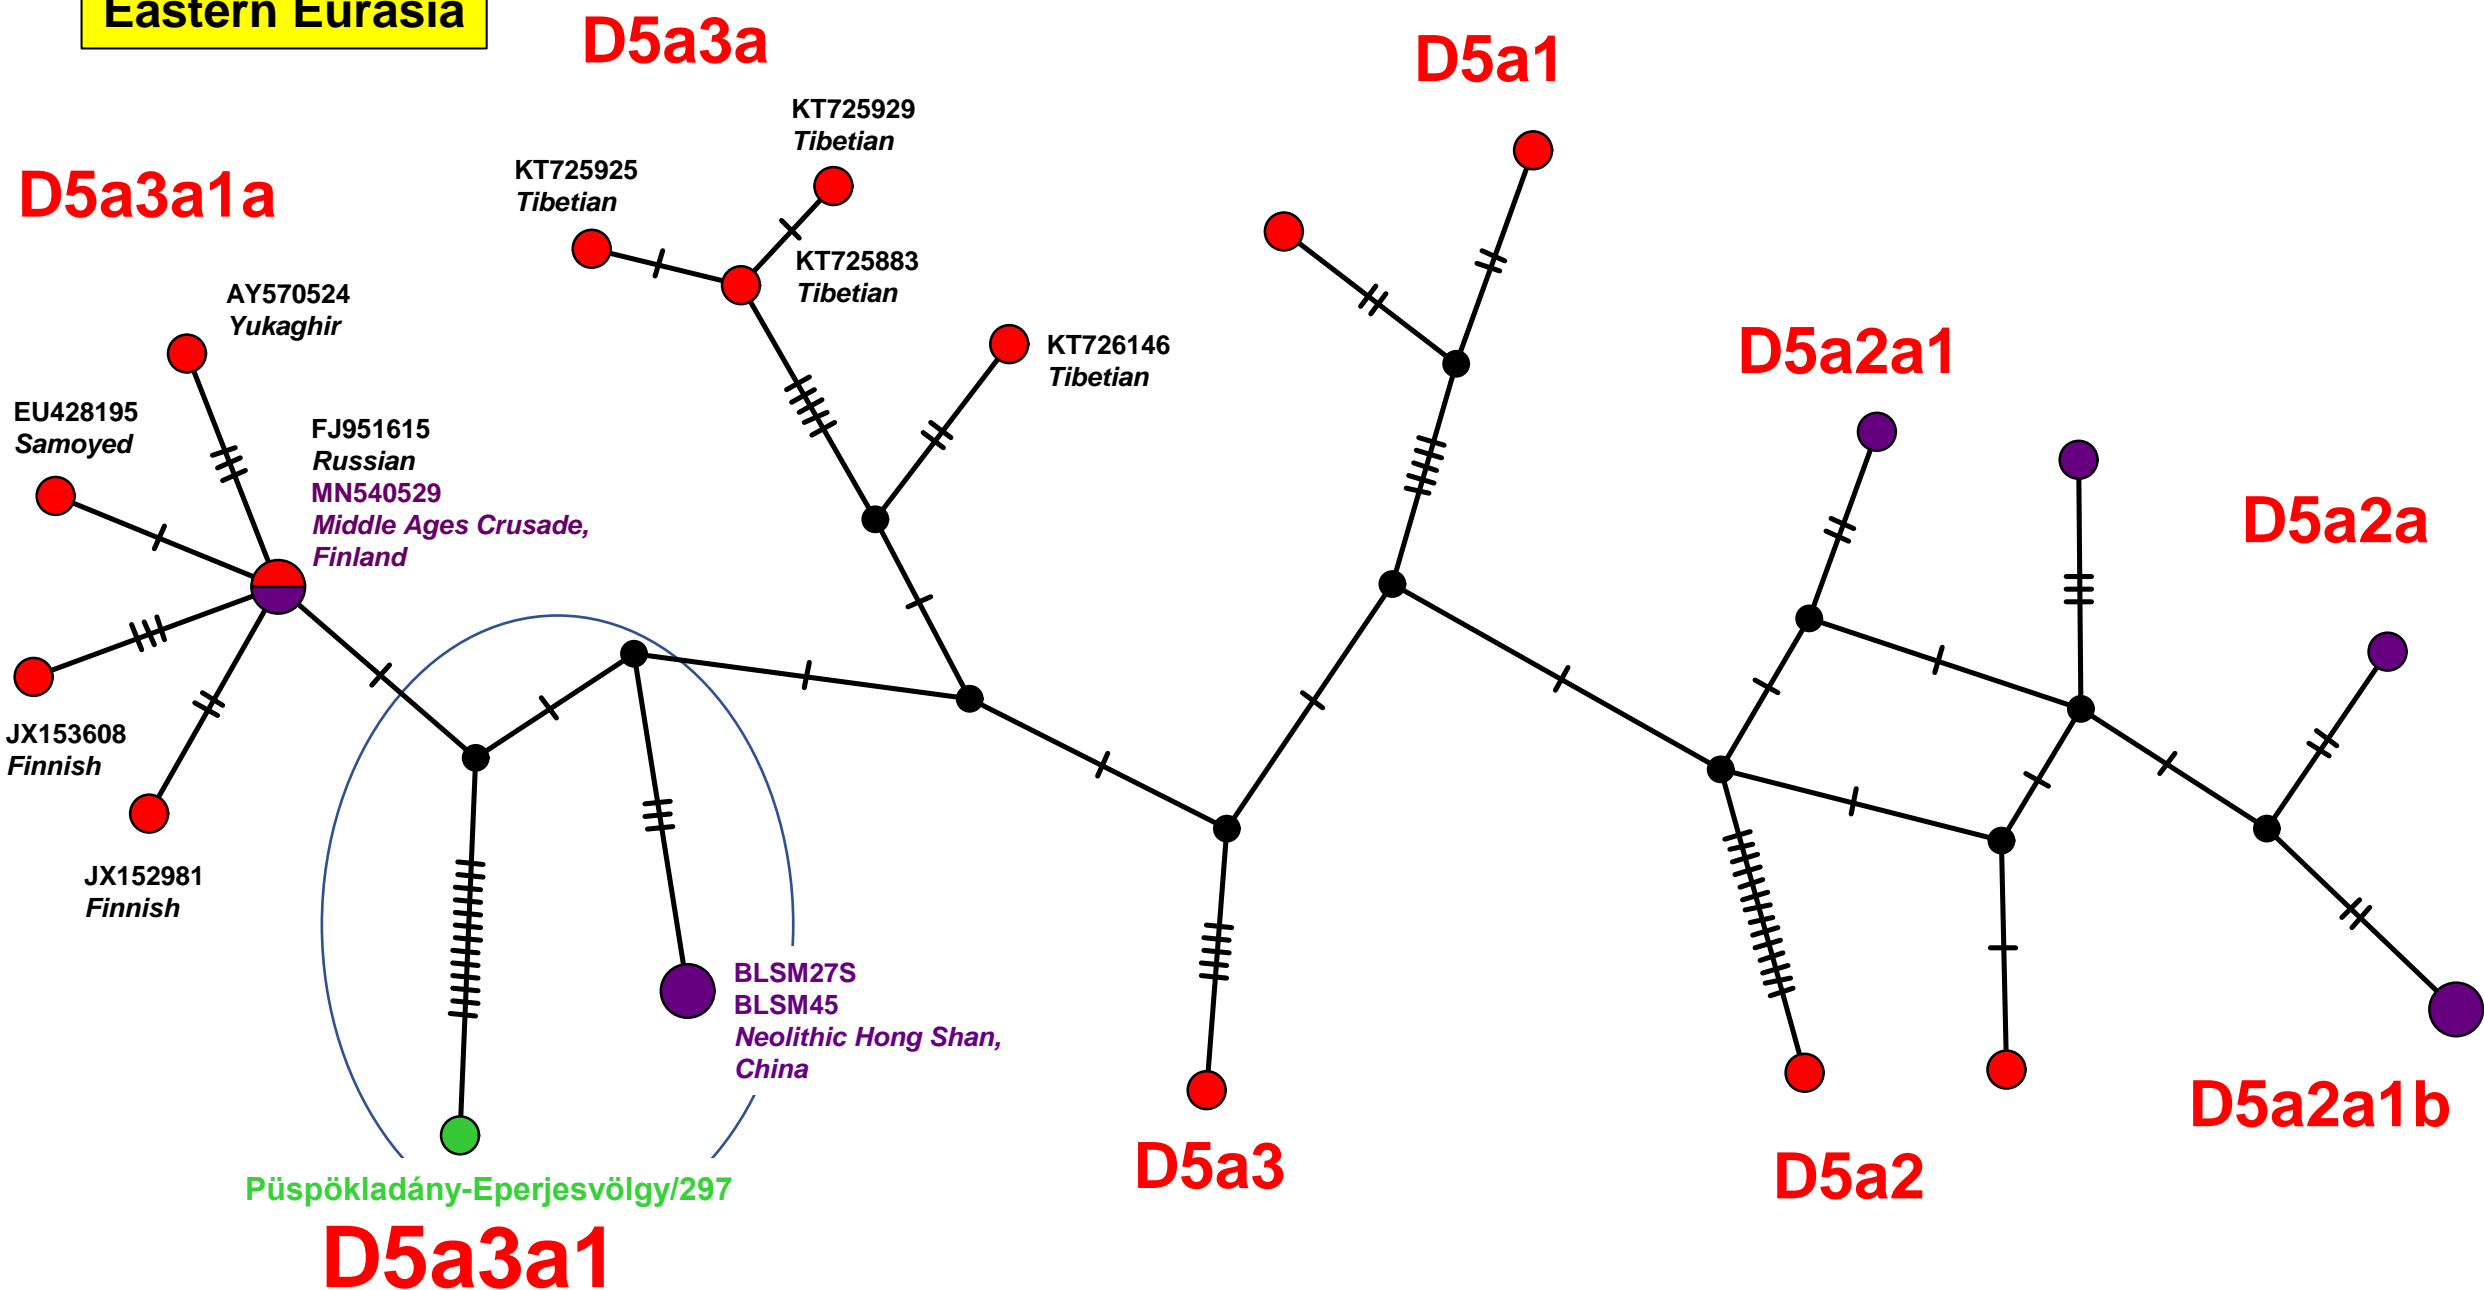 Eastern Eurasia
D5a3a
D5a1
KT725929
Tibetian
KT725925
Tibetian
D5a3a1a
KT725883
Tibetian
AY570524
Yukaghir
KT726146
Tibetian
D5a2a1
EU428195
Samoyed
FJ951615
Russian
MN540529
Middle Ages Crusade,
Finland
D5a2a
JX153608
Finnish
JX152981
Finnish
BLSM27S
BLSM45
Neolithic Hong Shan,
China
D5a2a1b
D5a3
D5a2
Püspökladány-Eperjesvölgy/297
D5a3a1